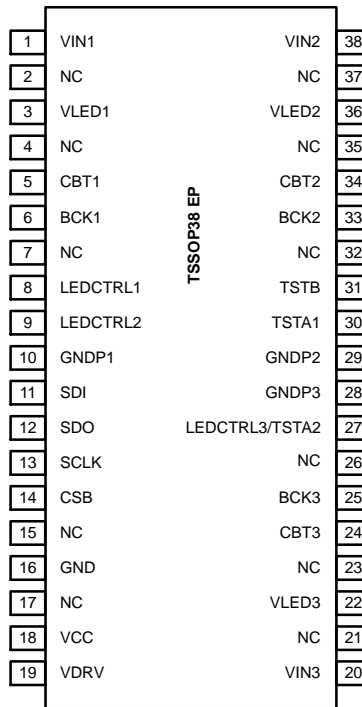 1 VIN1 VIN2 38
2 NC NC 37
3 VLED1 VLED2 36
4 NC NC 35
5 CBT1 CBT2 34
6 BCK1 BCK2 33
7 NC NC 32
8 LEDCTRL1 TSTB 31
9 LEDCTRL2 TSTA1 30
10 GNDP1 GNDP2 29
11 SDI GNDP3 28
12 SDO LEDCTRL3/TSTA2 27
13 SCLK NC 26
14 CSB BCK3 25
15 NC CBT3 24
16 GND NC 23
17 NC VLED3 22
18 VCC NC 21
19 VDRV VIN3 20
TSSOP38 EP